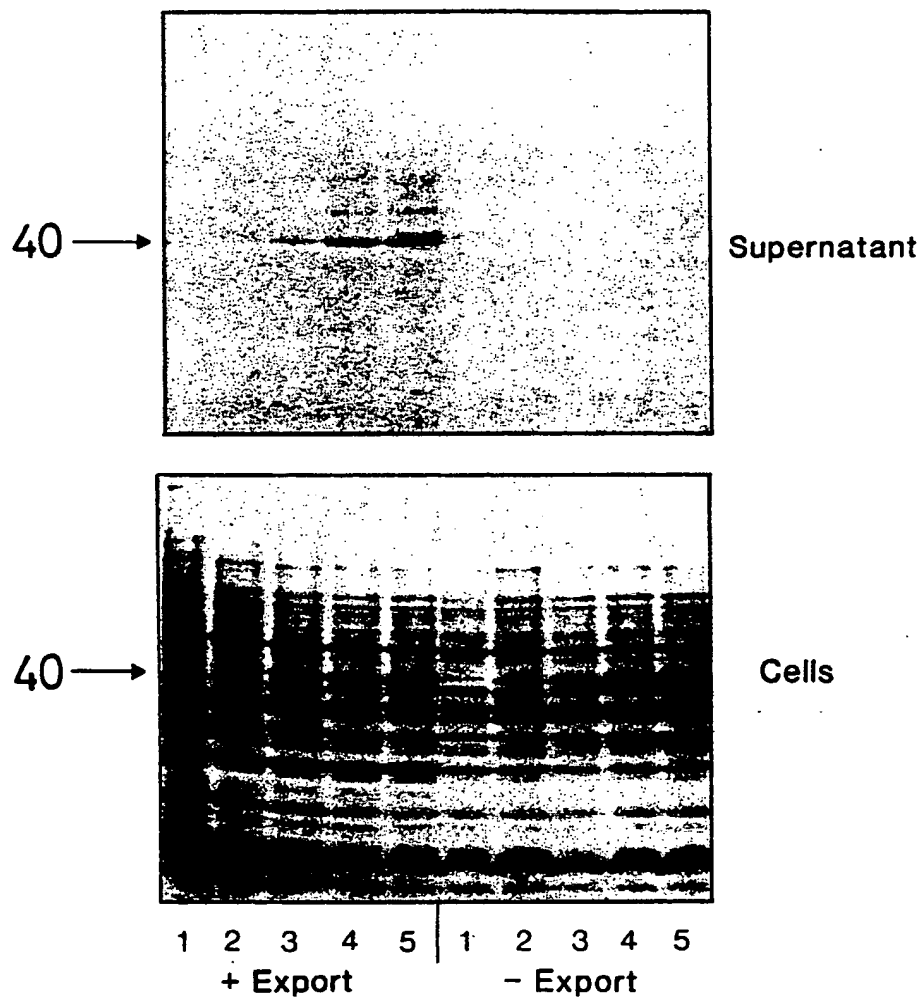 40
Supernatant
40
Cells
1 2 3 4 5 1 2 3 4 5
+ Export - Export